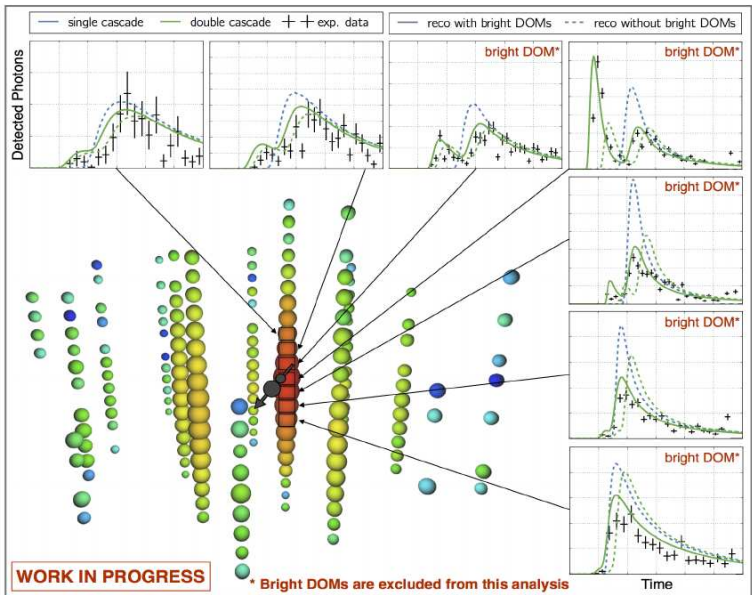 single cascade double cascade exp. data reco with bright DOMs reco without bright DOMs
Detected Photons
bright DOM*
bright DOM*
bright DOM*
bright DOM*
bright DOM*
WORK IN PROGRESS
* Bright DOMs are excluded from this analysis
Time